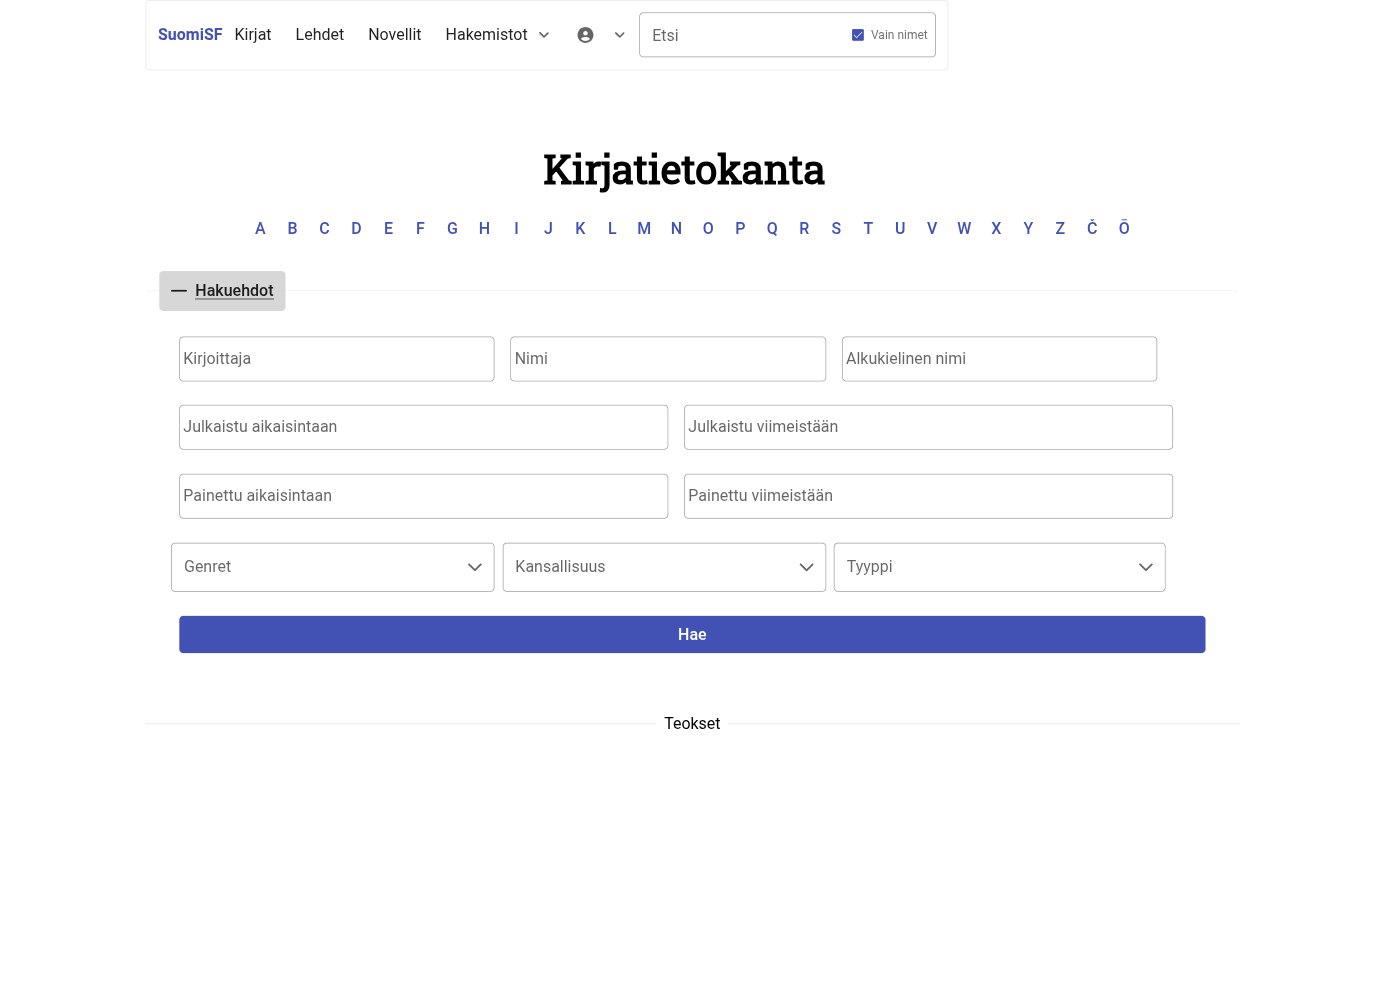 SuomiSF Kirjat Lehdet Novellit Hakemistot Etsi Vain nimet
Kirjatietokanta
A B C D E F G H I J K L M N O P Q R S T U V W X Y Z Č Ō
Hakuehdot
Kirjoittaja Nimi Alkukielinen nimi
Julkaistu aikaisintaan Julkaistu viimeistään
Painettu aikaisintaan Painettu viimeistään
Genret Kansallisuus Tyyppi
Hae
Teokset